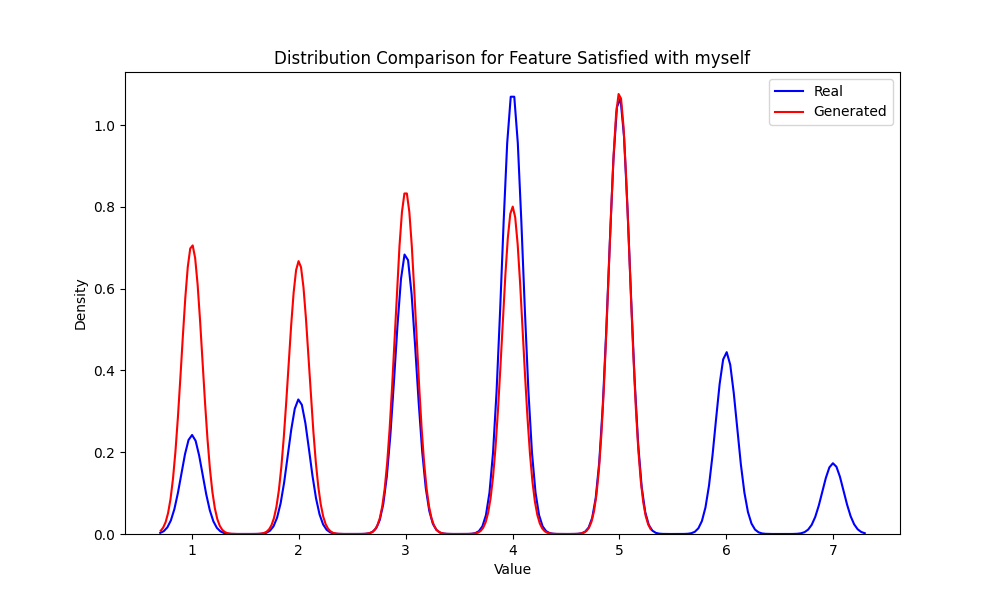 Distribution Comparison for Feature Satisfied with myself
Real
Generated
Density
1.0
0.8
0.6
0.4
0.2
0.0
1 2 3 4 5 6 7
Value